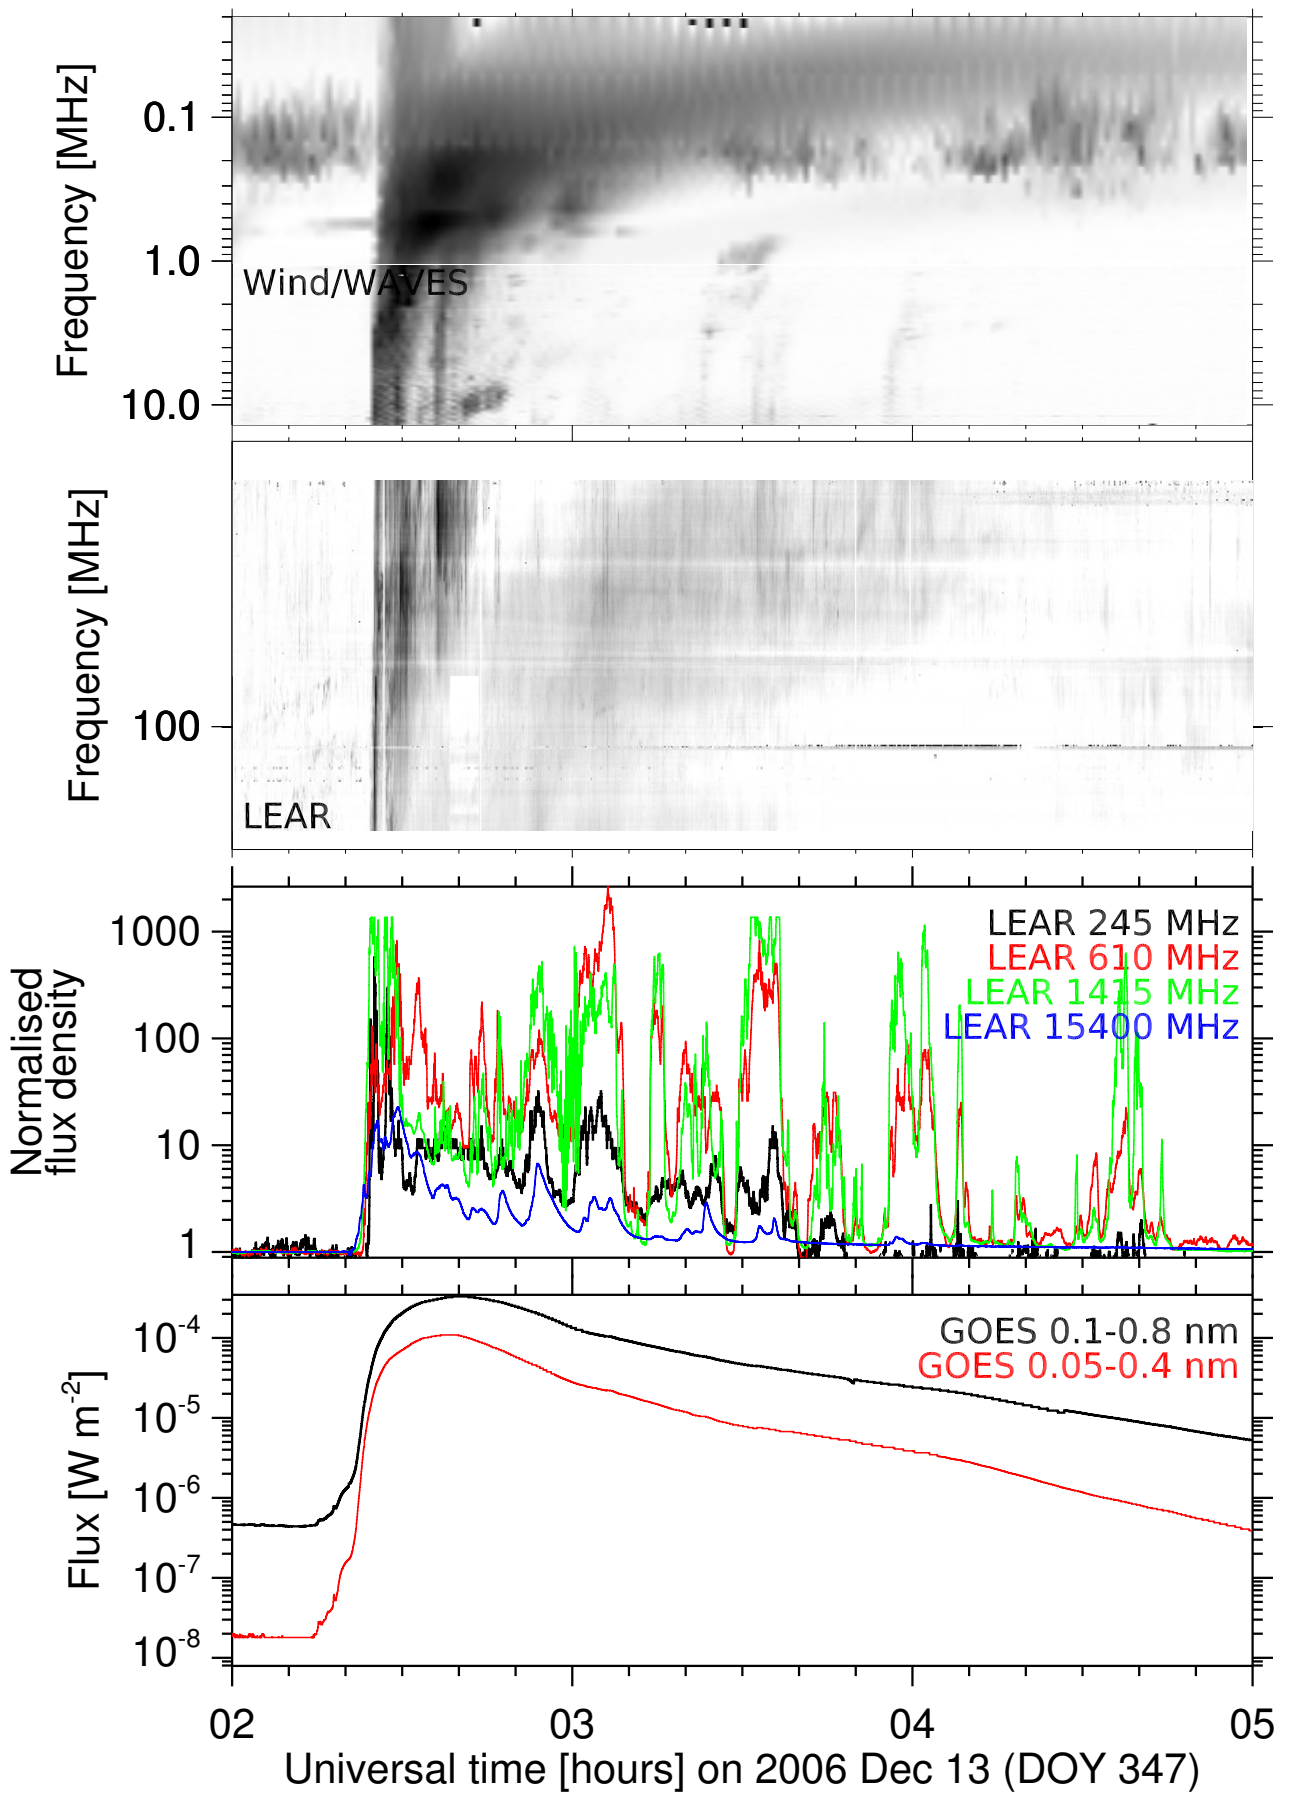 Frequency [MHz]
0.1
1.0
10.0
Wind/WAVES
Frequency [MHz]
100
LEAR
Normalised
flux density
1000
100
10
1
LEAR 245 MHz
LEAR 610 MHz
LEAR 1415 MHz
LEAR 15400 MHz
Flux [W m-2]
10-4
10-5
10-6
10-7
10-8
GOES 0.1-0.8 nm
GOES 0.05-0.4 nm
02 03 04 05
Universal time [hours] on 2006 Dec 13 (DOY 347)